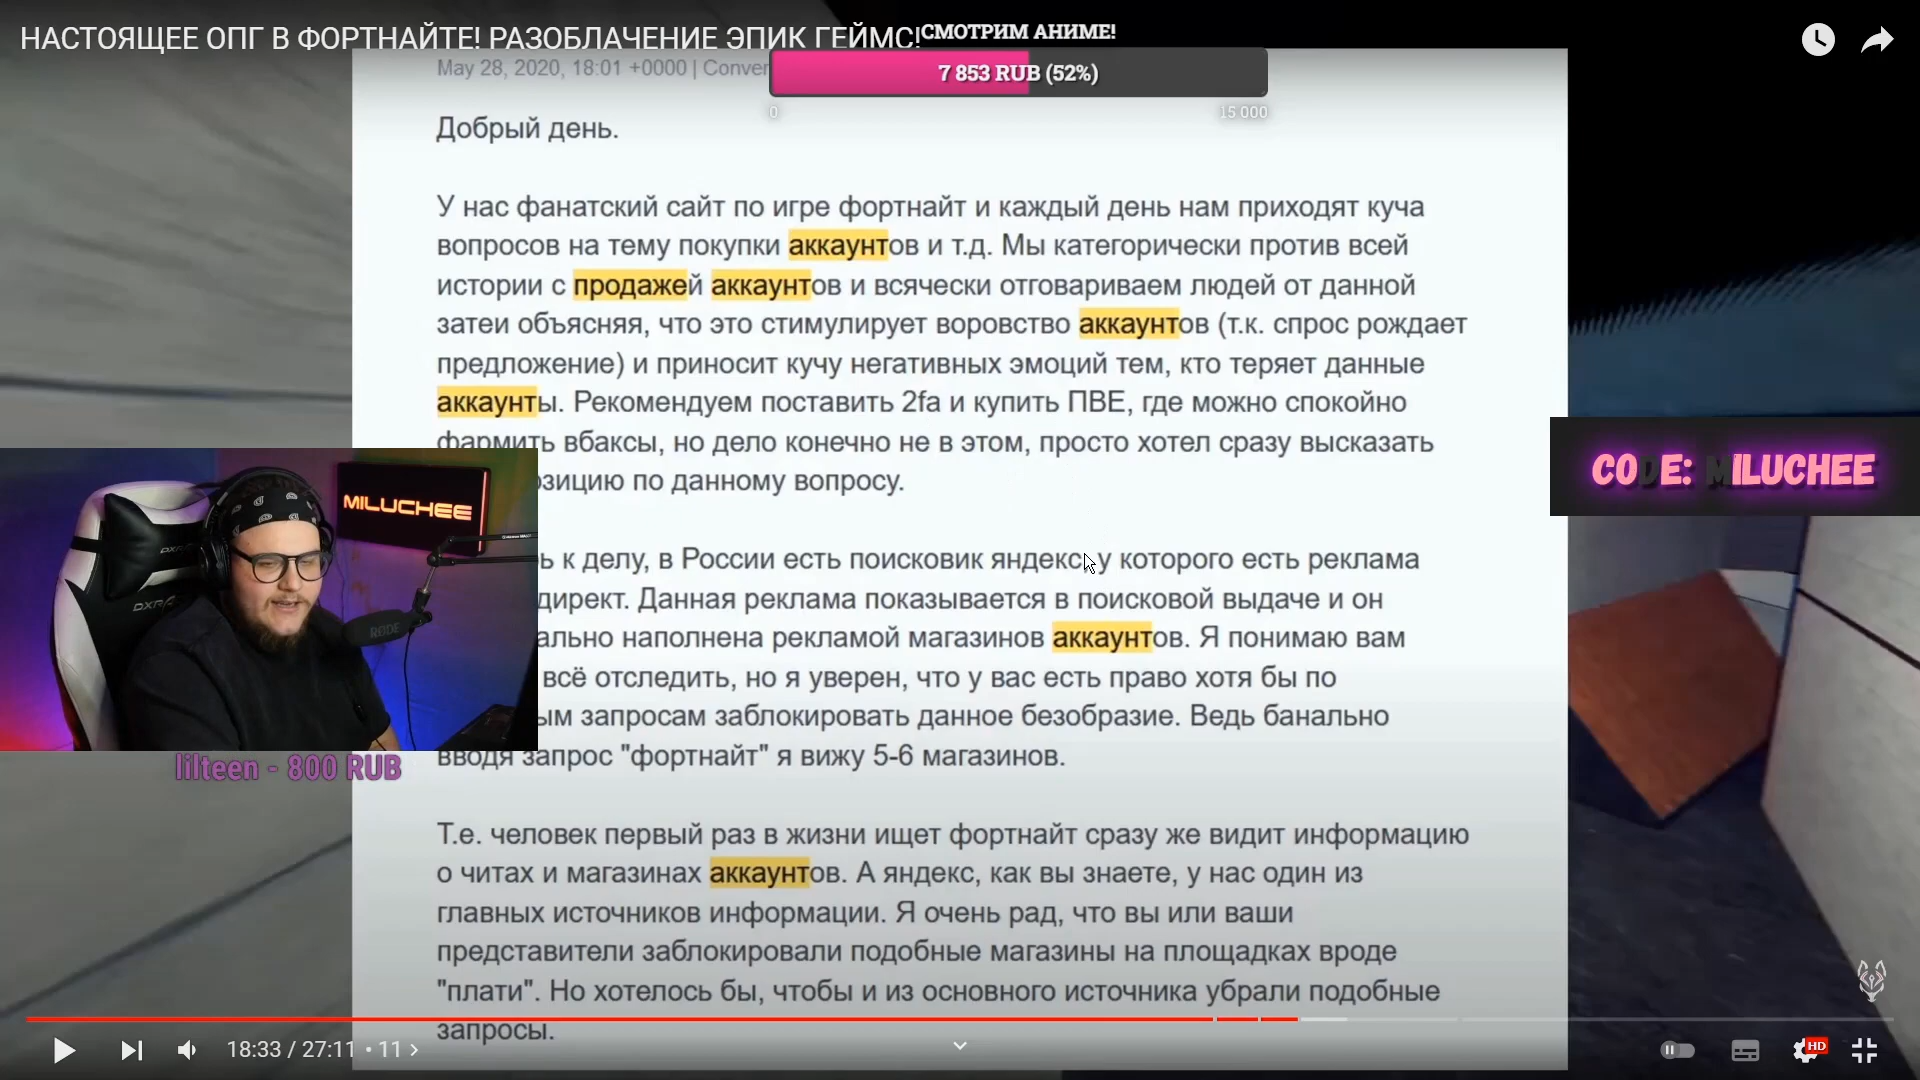 НАСТОЯЩЕЕ ОПГ В ФОРТНАЙТЕ! РАЗОБЛАЧЕНИЕ ЭПИК ГЕЙМС!
СМОТРИМ АНИМЕ!
May 28, 2020, 18:01 +0000 | Conver
7 853 RUB (52%)
0
15 000
Добрый день.
У нас фанатский сайт по игре фортнайт и каждый день нам приходят куча
вопросов на тему покупки аккаунтов и т.д. Мы категорически против всей
истории с продажей аккаунтов и всячески отговариваем людей от данной
затеи объясняя, что это стимулирует воровство аккаунтов (т.к. спрос рождает
предложение) и приносит кучу негативных эмоций тем, кто теряет данные
аккаунты. Рекомендуем поставить 2fa и купить ПВЕ, где можно спокойно
фармить вбаксы, но дело конечно не в этом, просто хотел сразу высказать
зицию по данному вопросу.
CODE: MILUCHEE
MILUCHEE
ь к делу, в России есть поисковик яндекс, у которого есть реклама
директ. Данная реклама показывается в поисковой выдаче и он
ально наполнена рекламой магазинов аккаунтов. Я понимаю вам
всё отследить, но я уверен, что у вас есть право хотя бы по
ым запросам заблокировать данное безобразие. Ведь банально
вводя запрос "фортнайт" я вижу 5-6 магазинов.
RØDE
lilteen - 800 RUB
Т.е. человек первый раз в жизни ищет фортнайт сразу же видит информацию
о читах и магазинах аккаунтов. А яндекс, как вы знаете, у нас один из
главных источников информации. Я очень рад, что вы или ваши
представители заблокировали подобные магазины на площадках вроде
"плати". Но хотелось бы, чтобы и из основного источника убрали подобные
запросы.
18:33 / 27:11 • 11
HD